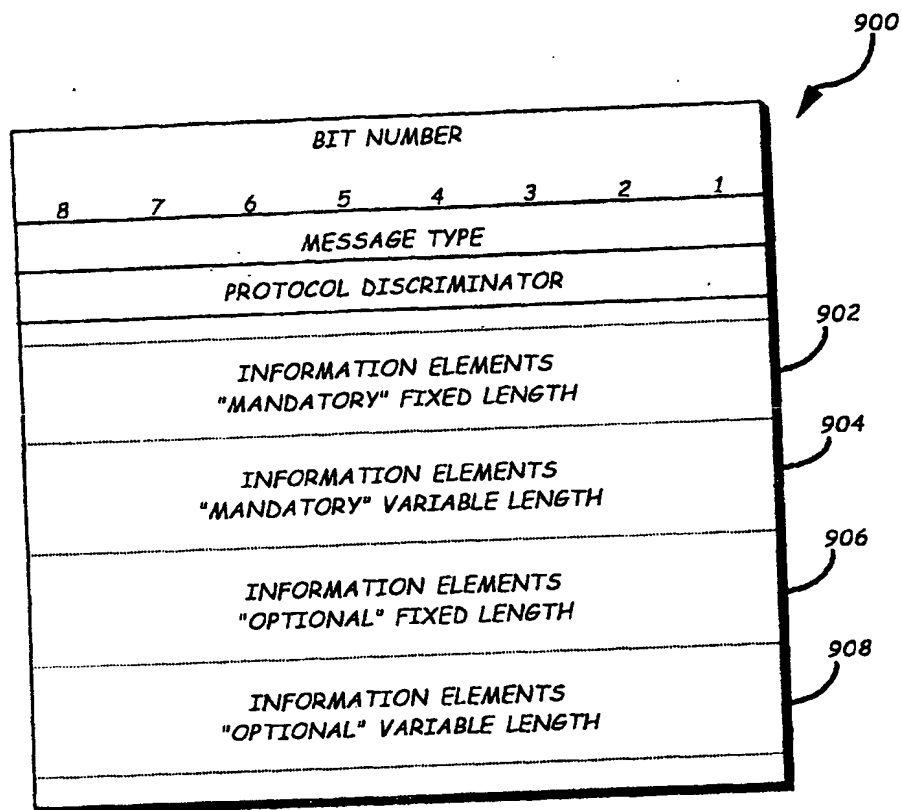 900
BIT NUMBER
8 7 6 5 4 3 2 1
MESSAGE TYPE
PROTOCOL DISCRIMINATOR
902
INFORMATION ELEMENTS
"MANDATORY" FIXED LENGTH
904
INFORMATION ELEMENTS
"MANDATORY" VARIABLE LENGTH
906
INFORMATION ELEMENTS
"OPTIONAL" FIXED LENGTH
908
INFORMATION ELEMENTS
"OPTIONAL" VARIABLE LENGTH